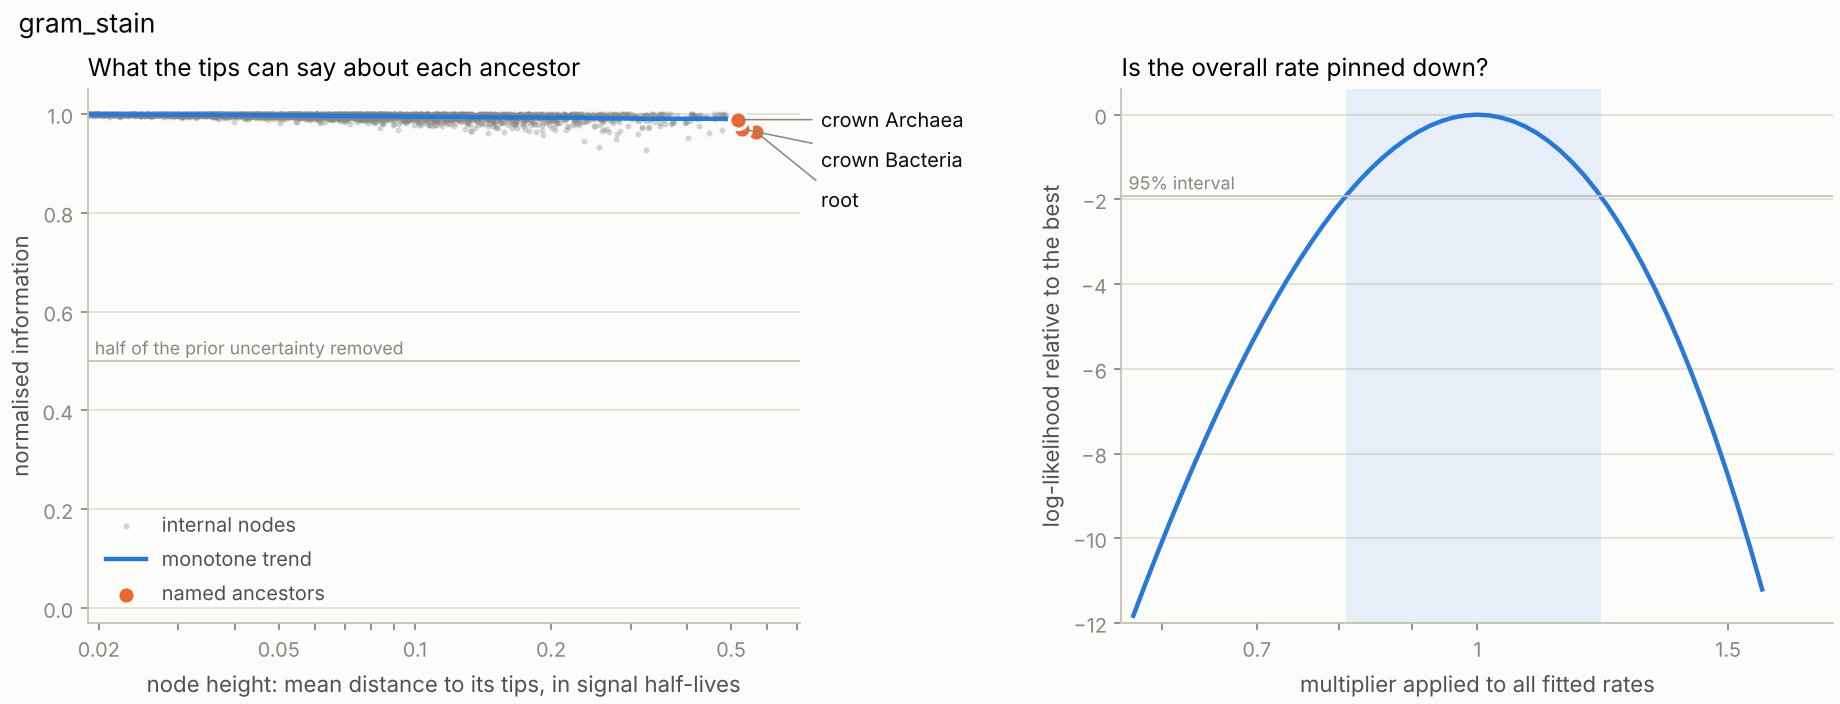 gram_stain
What the tips can say about each ancestor
normalised information
1.0
0.8
0.6
0.4
0.2
0.0
half of the prior uncertainty removed
crown Archaea
crown Bacteria
root
internal nodes
monotone trend
named ancestors
0.02
0.05
0.1
0.2
0.5
node height: mean distance to its tips, in signal half-lives
Is the overall rate pinned down?
log-likelihood relative to the best
0
−2
−4
−6
−8
−10
−12
95% interval
0.7
1
1.5
multiplier applied to all fitted rates